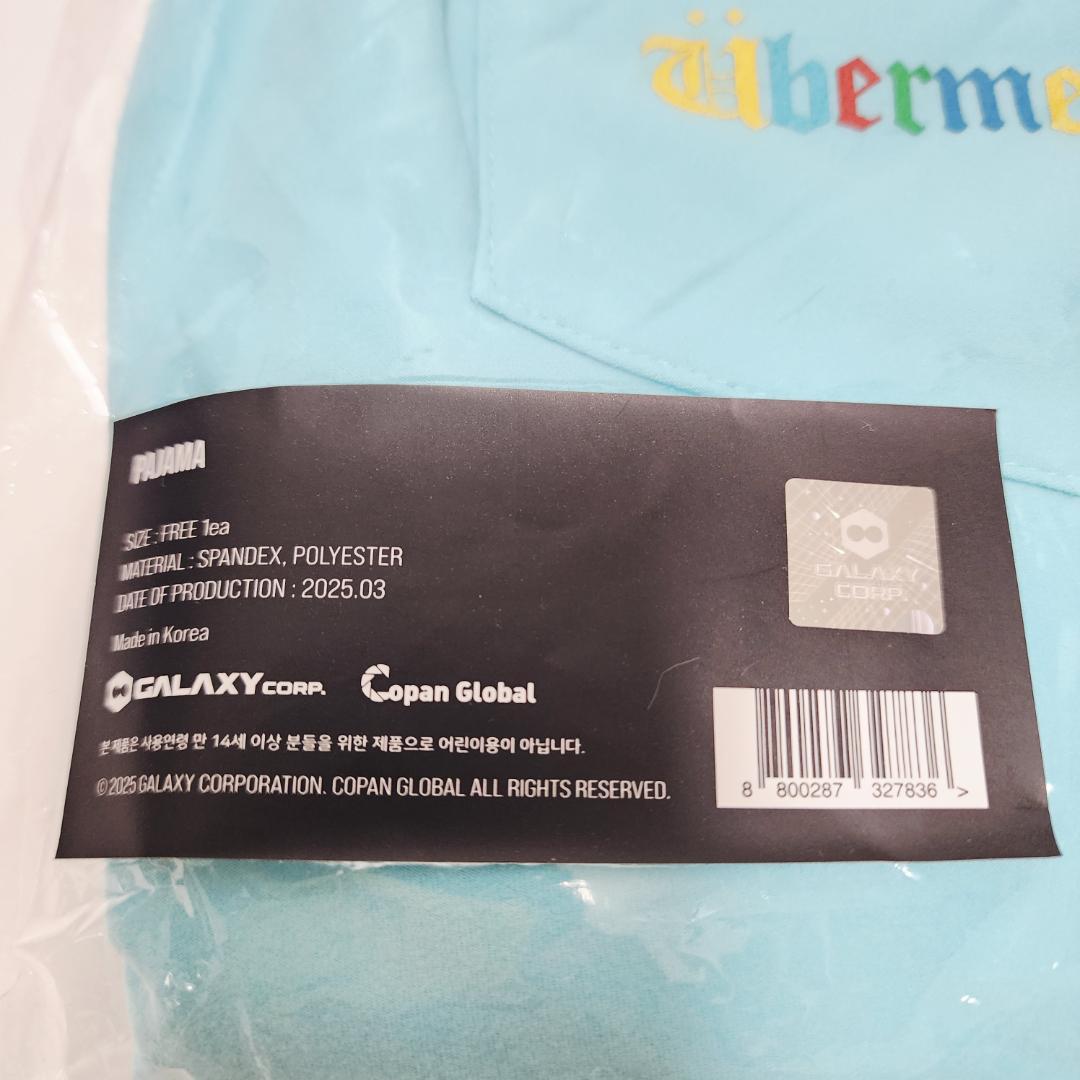 Überme
PAJAMA
SIZE : FREE 1ea
MATERIAL : SPANDEX, POLYESTER
DATE OF PRODUCTION : 2025.03
Made in Korea
GALAXY CORP.
Copan Global
본 제품은 사용연령 만 14세 이상 분들을 위한 제품으로 어린이용이 아닙니다.
© 2025 GALAXY CORPORATION. COPAN GLOBAL ALL RIGHTS RESERVED.
GALAXY
CORP.
8 800287 327836 >